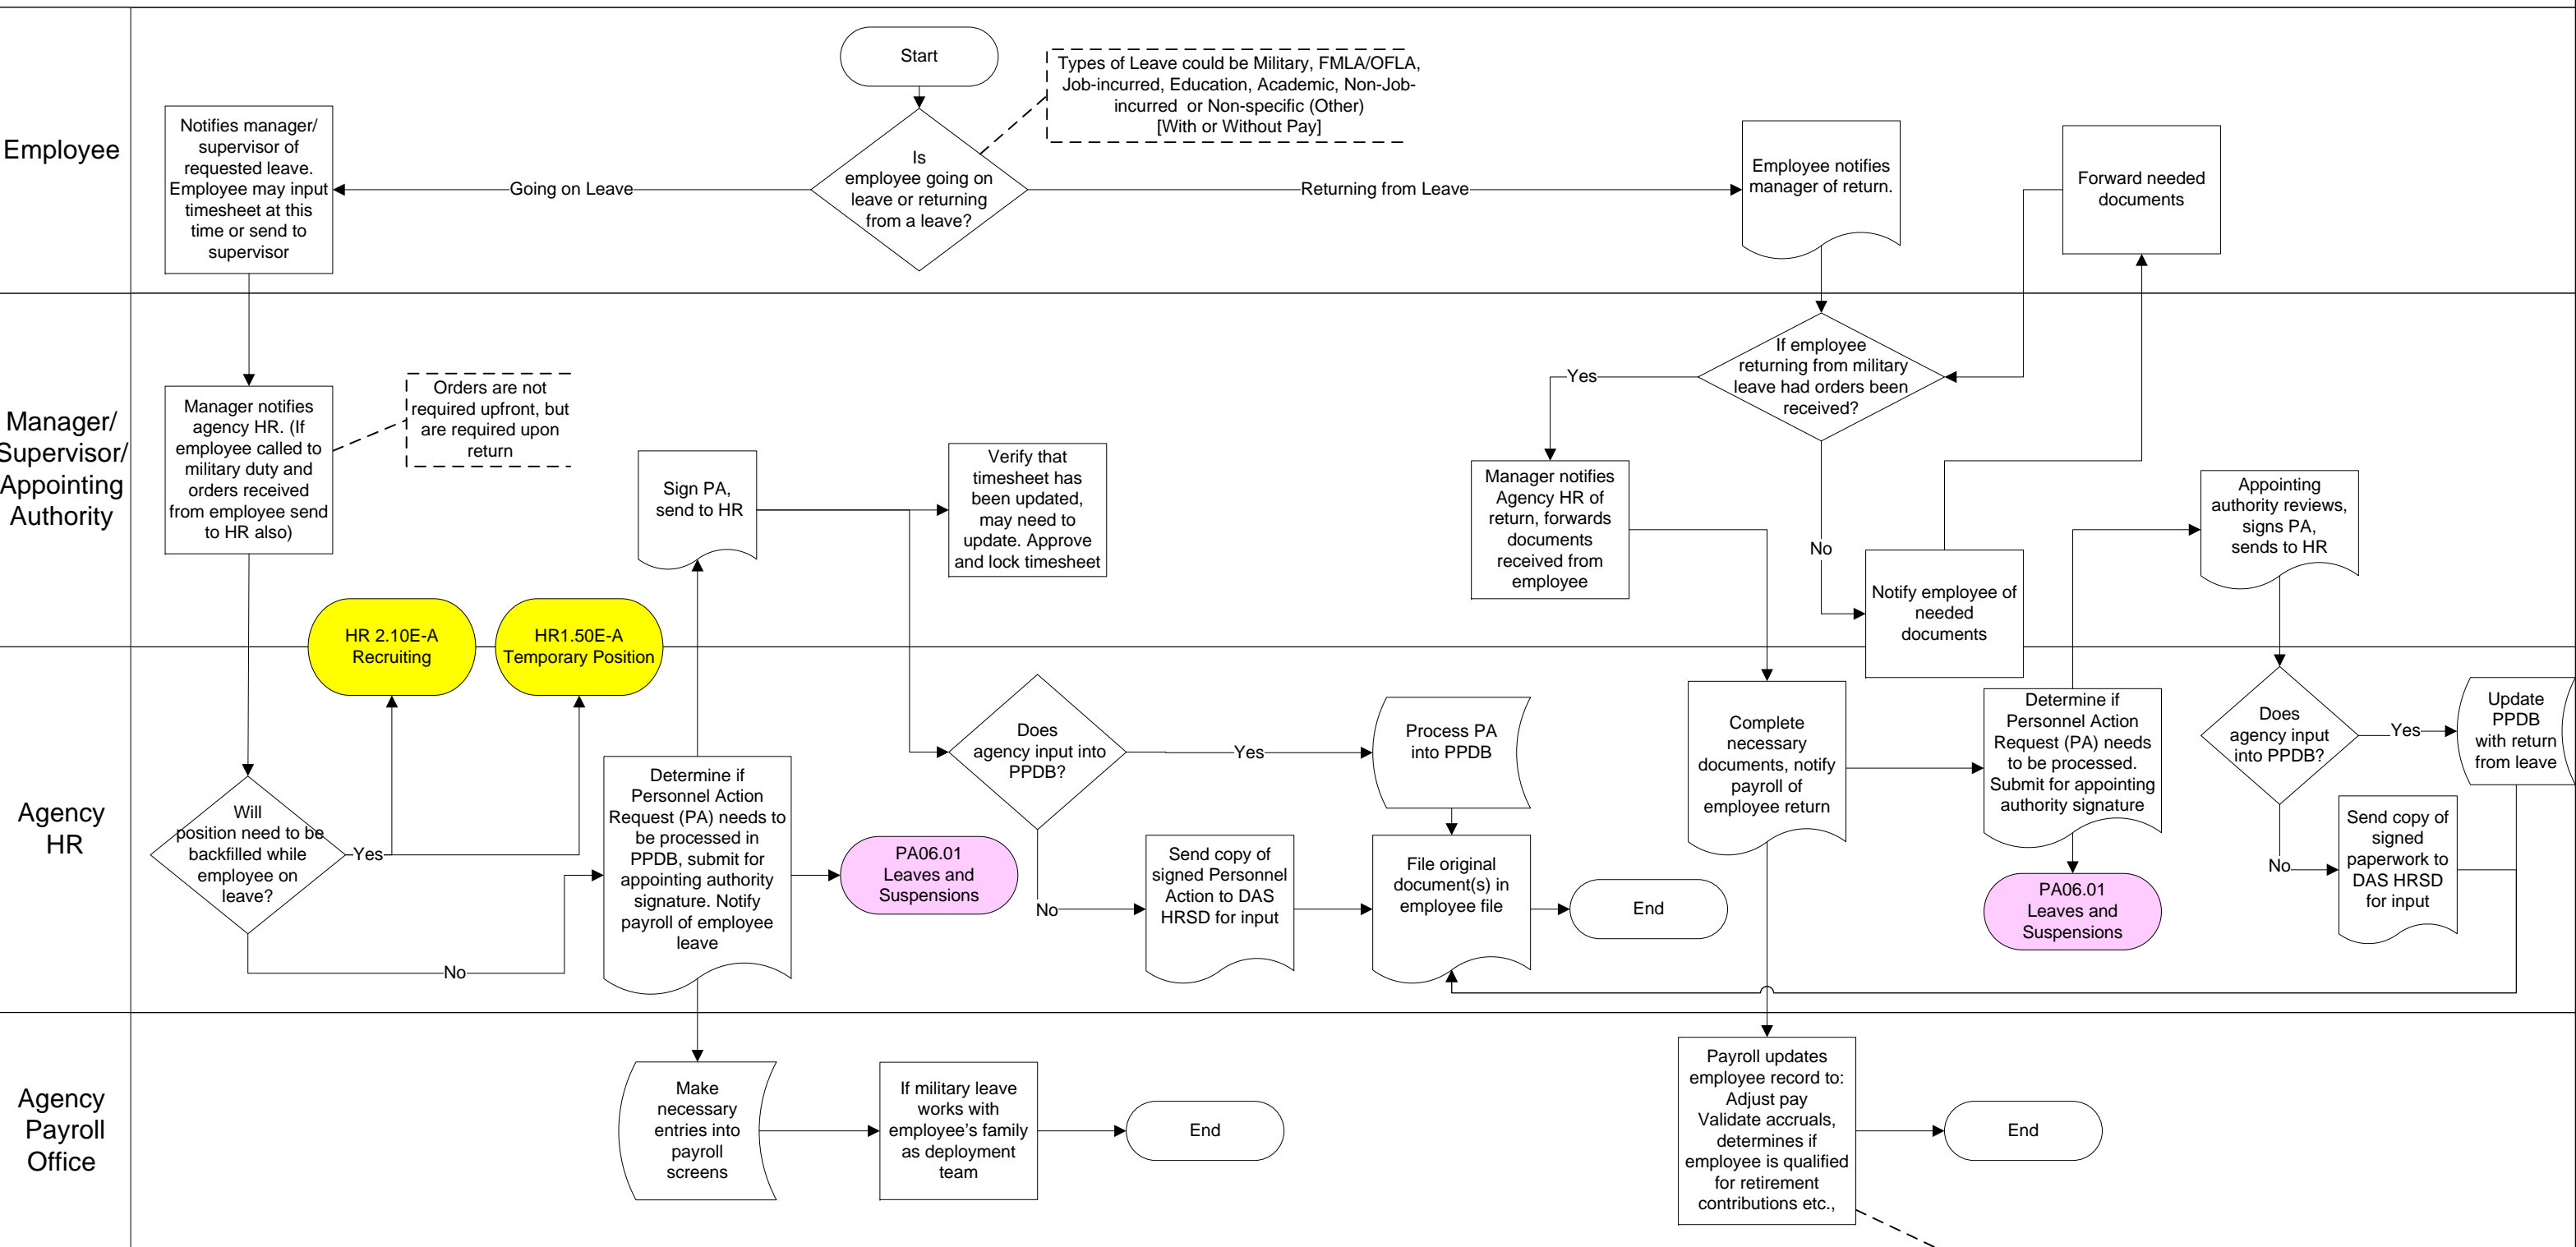 Employee
Start
Types of Leave could be Military, FMLA/OFLA,
Job-incurred, Education, Academic, Non-Job-
incurred  or Non-specific (Other)
[With or Without Pay]
Is
employee going on
leave or returning
from a leave?
Going on Leave
Returning from Leave
Notifies manager/
supervisor of
requested leave.
Employee may input
timesheet at this
time or send to
supervisor
Employee notifies
manager of return.
Forward needed
documents
Manager/
Supervisor/
Appointing
Authority
Manager notifies
agency HR. (If
employee called to
military duty and
orders received
from employee send
to HR also)
Orders are not
required upfront, but
are required upon
return
Sign PA,
send to HR
Verify that
timesheet has
been updated,
may need to
update. Approve
and lock timesheet
If employee
returning from military
leave had orders been
received?
Yes
No
Manager notifies
Agency HR of
return, forwards
documents
received from
employee
Notify employee of
needed
documents
Appointing
authority reviews,
signs PA,
sends to HR
Agency
HR
HR 2.10E-A
Recruiting
HR1.50E-A
Temporary Position
Will
position need to be
backfilled while
employee on
leave?
Yes
No
Determine if
Personnel Action
Request (PA) needs to
be processed in
PPDB, submit for
appointing authority
signature. Notify
payroll of employee
leave
PA06.01
Leaves and
Suspensions
Does
agency input into
PPDB?
Yes
No
Process PA
into PPDB
Send copy of
signed Personnel
Action to DAS
HRSD for input
File original
document(s) in
employee file
End
Complete
necessary
documents, notify
payroll of
employee return
Determine if
Personnel Action
Request (PA) needs
to be processed.
Submit for appointing
authority signature
PA06.01
Leaves and
Suspensions
Does
agency input
into PPDB?
Yes
No
Update
PPDB
with return
from leave
Send copy of
signed
paperwork to
DAS HRSD
for input
Agency
Payroll
Office
Make
necessary
entries into
payroll
screens
If military leave
works with
employee's family
as deployment
team
End
Payroll updates
employee record to:
Adjust pay
Validate accruals,
determines if
employee is qualified
for retirement
contributions etc.,
End